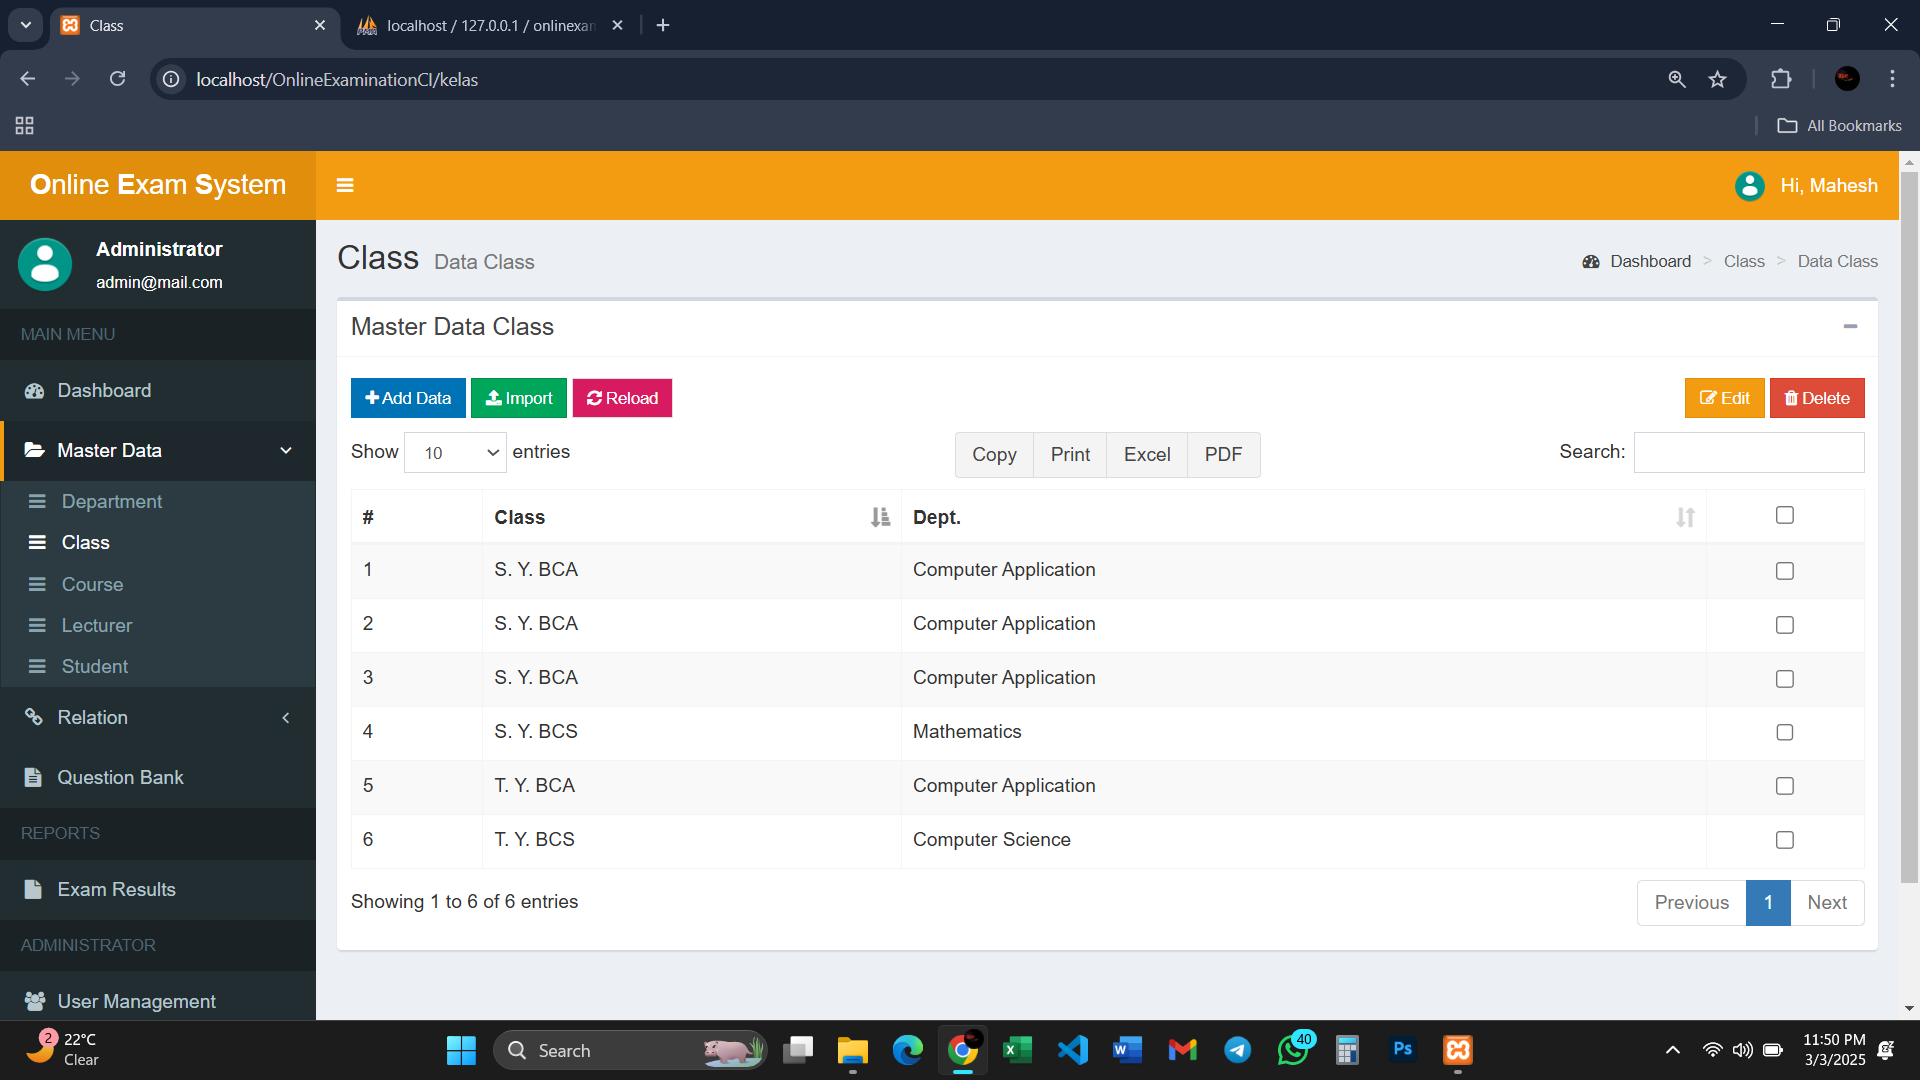 Class
localhost / 127.0.0.1 / onlinexan
localhost/OnlineExaminationCI/kelas
All Bookmarks
Online Exam System
Hi, Mahesh
Administrator
admin@mail.com
Class Data Class
Dashboard > Class > Data Class
MAIN MENU
Master Data Class
Dashboard
Add Data Import Reload Edit Delete
Master Data
Show 10 entries Copy Print Excel PDF Search:
Department
# Class Dept.
Class
1 S. Y. BCA Computer Application
Course
2 S. Y. BCA Computer Application
Lecturer
3 S. Y. BCA Computer Application
Student
Relation
4 S. Y. BCS Mathematics
Question Bank
5 T. Y. BCA Computer Application
REPORTS
6 T. Y. BCS Computer Science
Exam Results
Showing 1 to 6 of 6 entries Previous 1 Next
ADMINISTRATOR
User Management
2
22°C
Clear
Search
40
Ps
11:50 PM
3/3/2025